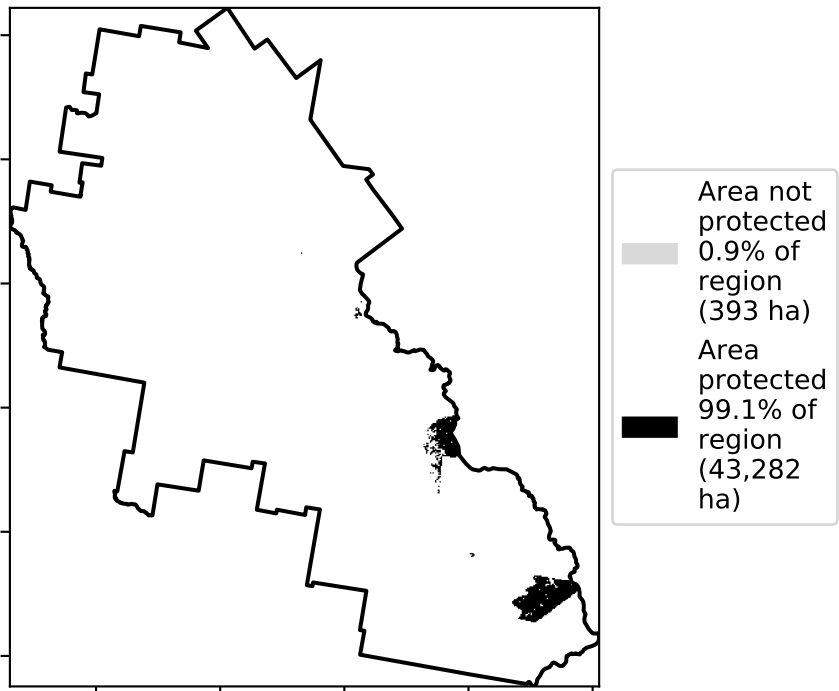 Area not
protected
0.9% of
region
(393 ha)
Area
protected
99.1% of
region
(43,282
ha)